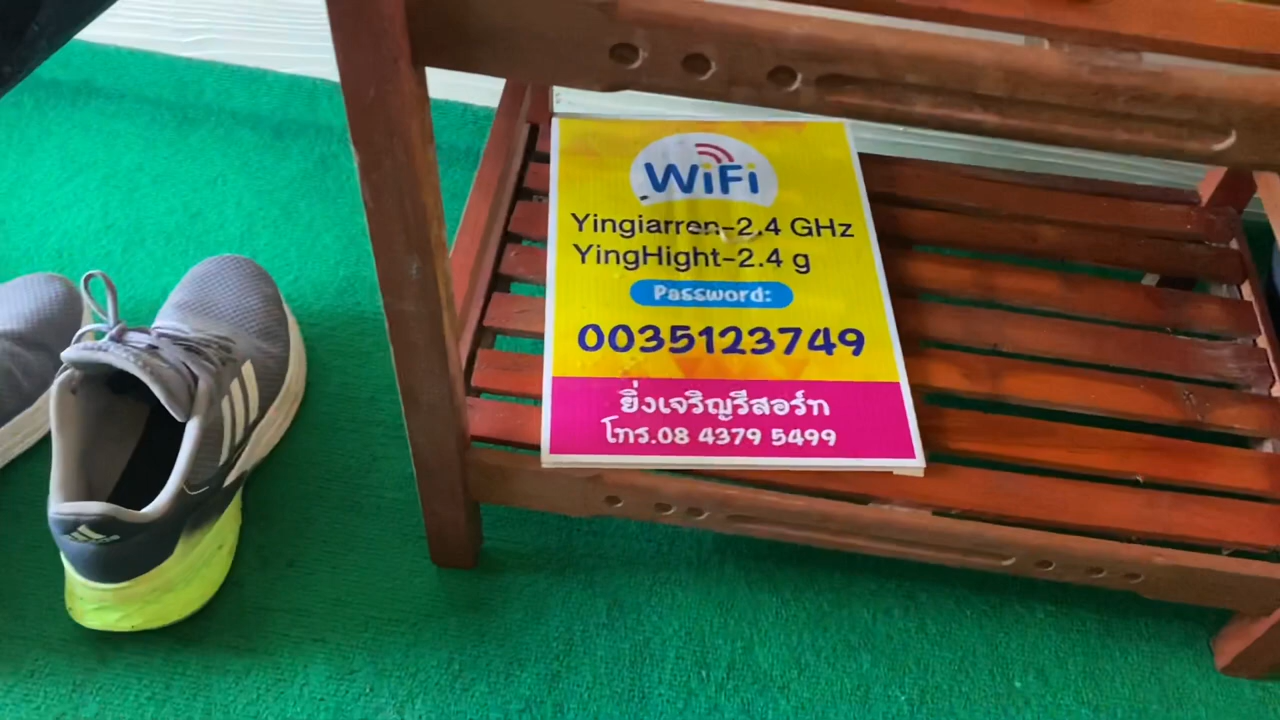 WiFi
Yingiarren-2.4 GHz
YingHight-2.4 g
Password:
0035123749
ยิ่งเจริญรีสอร์ท
โทร.08 4379 5499